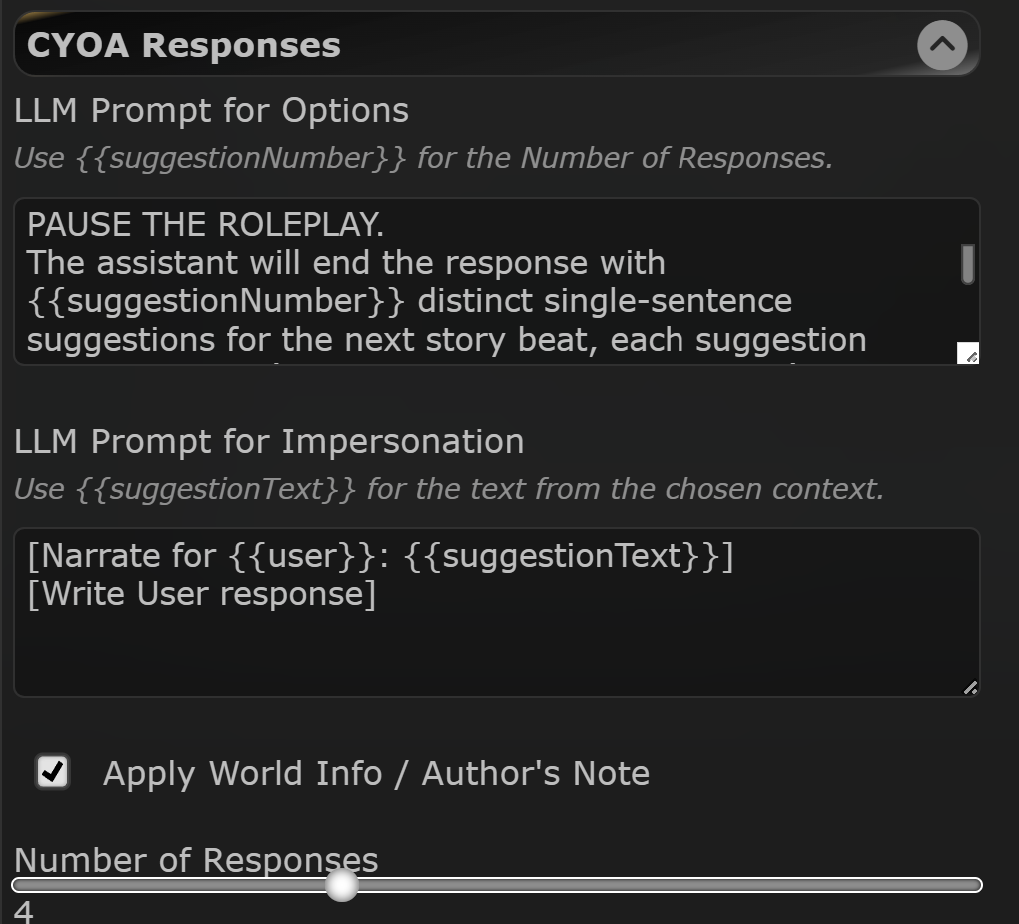 CYOA Responses
LLM Prompt for Options
Use {{suggestionNumber}} for the Number of Responses.
PAUSE THE ROLEPLAY.
The assistant will end the response with
{{suggestionNumber}} distinct single-sentence
suggestions for the next story beat, each suggestion
LLM Prompt for Impersonation
Use {{suggestionText}} for the text from the chosen context.
[Narrate for {{user}}: {{suggestionText}}]
[Write User response]
Apply World Info / Author's Note
Number of Responses
4